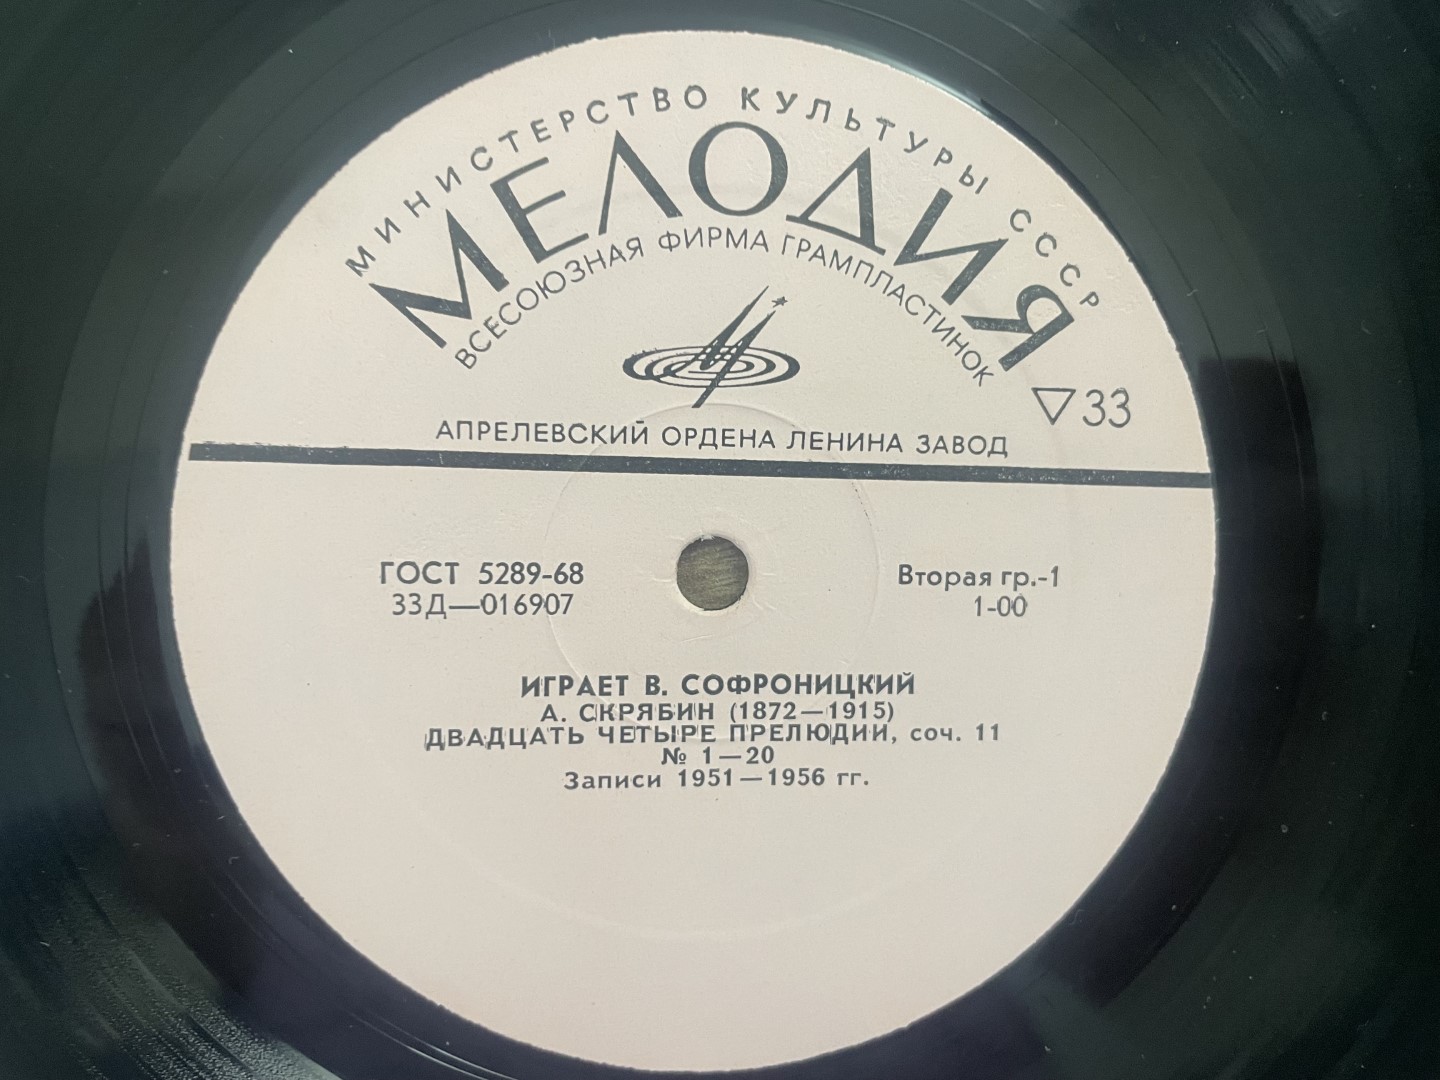 МИНИСТЕРСТВО КУЛЬТУРЫ СССР
МЕЛОДИЯ
ВСЕСОЮЗНАЯ ФИРМА ГРАМПЛАСТИНОК
▽33
АПРЕЛЕВСКИЙ ОРДЕНА ЛЕНИНА ЗАВОД
ГОСТ 5289-68
33Д—016907
Вторая гр.-1
1-00
ИГРАЕТ В. СОФРОНИЦКИЙ
А. СКРЯБИН (1872—1915)
ДВАДЦАТЬ ЧЕТЫРЕ ПРЕЛЮДИИ, соч. 11
№ 1—20
Записи 1951—1956 гг.